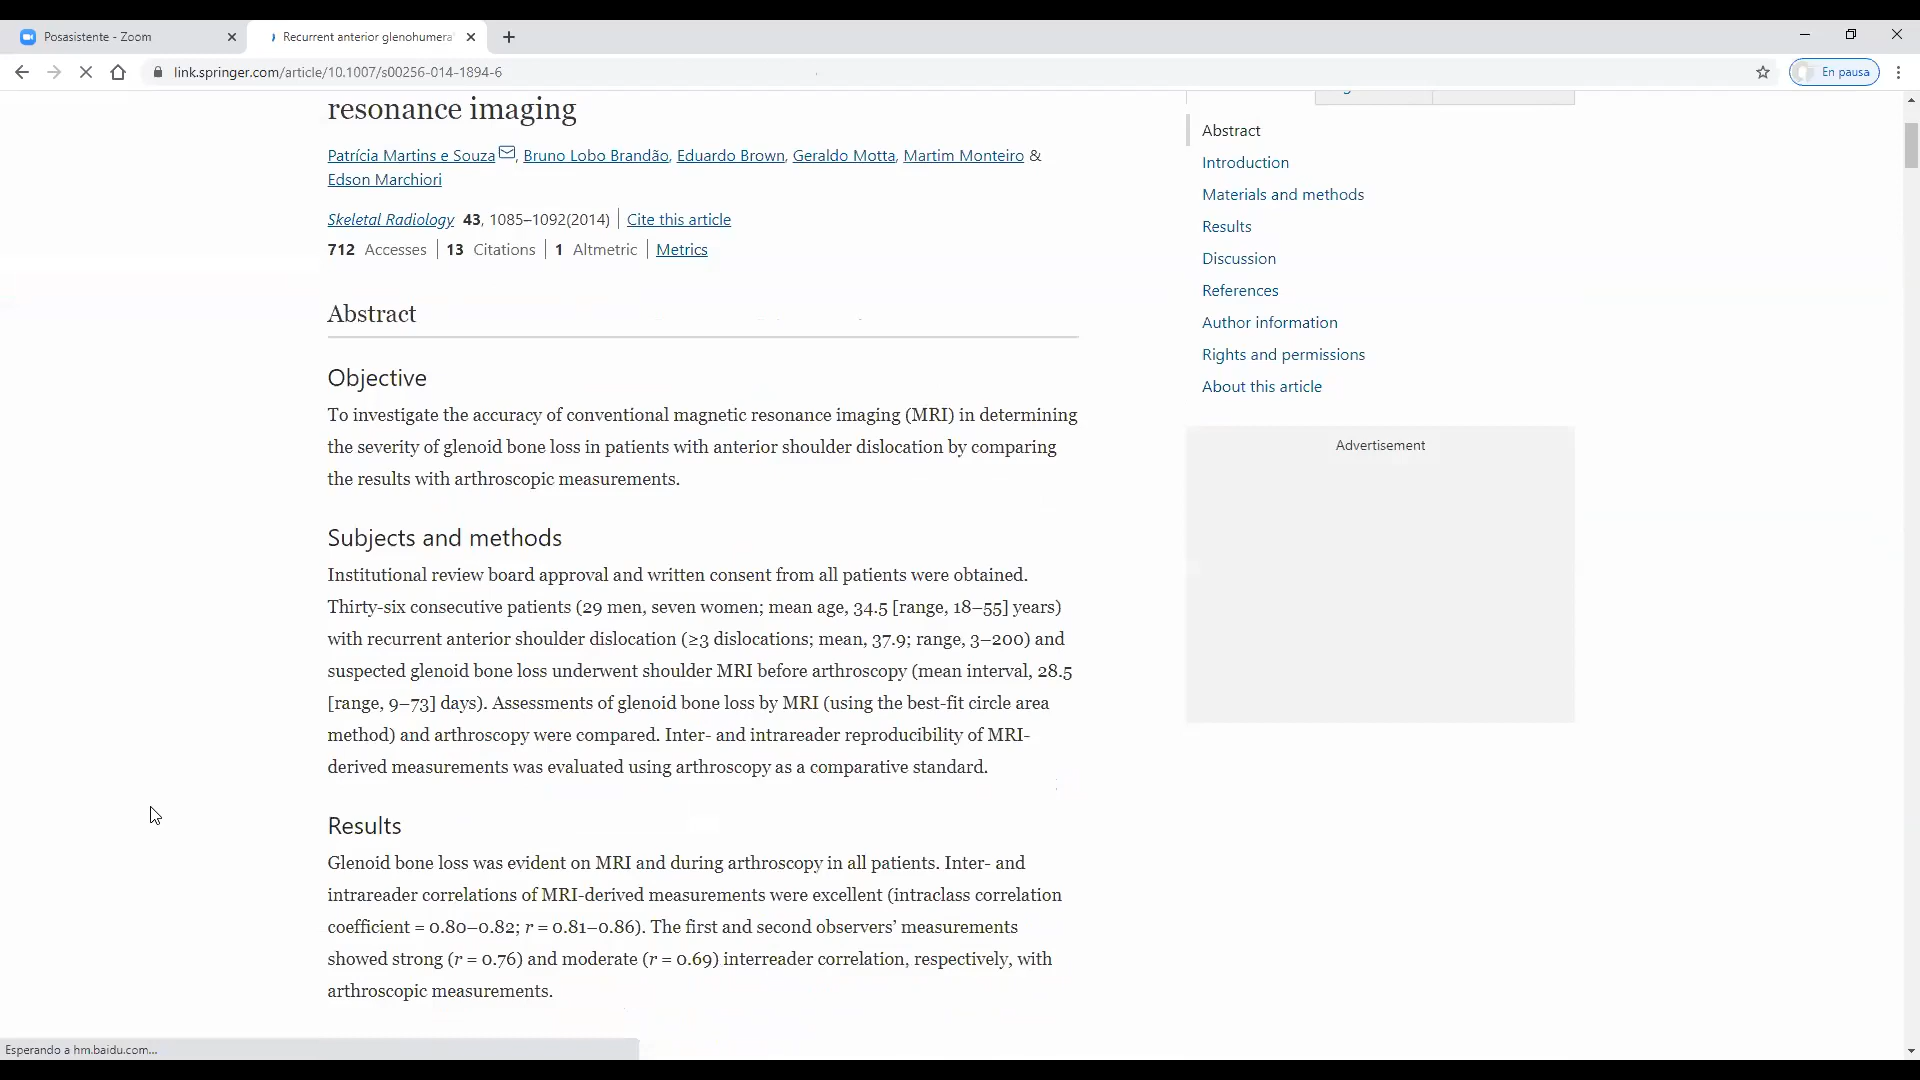 Posasistente - Zoom
Recurrent anterior glenohumera
link.springer.com/article/10.1007/s00256-014-1894-6
En pausa
resonance imaging
Patrícia Martins e Souza, Bruno Lobo Brandão, Eduardo Brown, Geraldo Motta, Martim Monteiro &
Edson Marchiori
Skeletal Radiology 43, 1085–1092(2014) | Cite this article
712 Accesses | 13 Citations | 1 Altmetric | Metrics
Abstract
Objective
To investigate the accuracy of conventional magnetic resonance imaging (MRI) in determining
the severity of glenoid bone loss in patients with anterior shoulder dislocation by comparing
the results with arthroscopic measurements.
Subjects and methods
Institutional review board approval and written consent from all patients were obtained.
Thirty-six consecutive patients (29 men, seven women; mean age, 34.5 [range, 18–55] years)
with recurrent anterior shoulder dislocation (≥3 dislocations; mean, 37.9; range, 3–200) and
suspected glenoid bone loss underwent shoulder MRI before arthroscopy (mean interval, 28.5
[range, 9–73] days). Assessments of glenoid bone loss by MRI (using the best-fit circle area
method) and arthroscopy were compared. Inter- and intrareader reproducibility of MRI-
derived measurements was evaluated using arthroscopy as a comparative standard.
Results
Glenoid bone loss was evident on MRI and during arthroscopy in all patients. Inter- and
intrareader correlations of MRI-derived measurements were excellent (intraclass correlation
coefficient = 0.80–0.82; r = 0.81–0.86). The first and second observers’ measurements
showed strong (r = 0.76) and moderate (r = 0.69) interreader correlation, respectively, with
arthroscopic measurements.
Abstract
Introduction
Materials and methods
Results
Discussion
References
Author information
Rights and permissions
About this article
Advertisement
Esperando a hm.baidu.com...